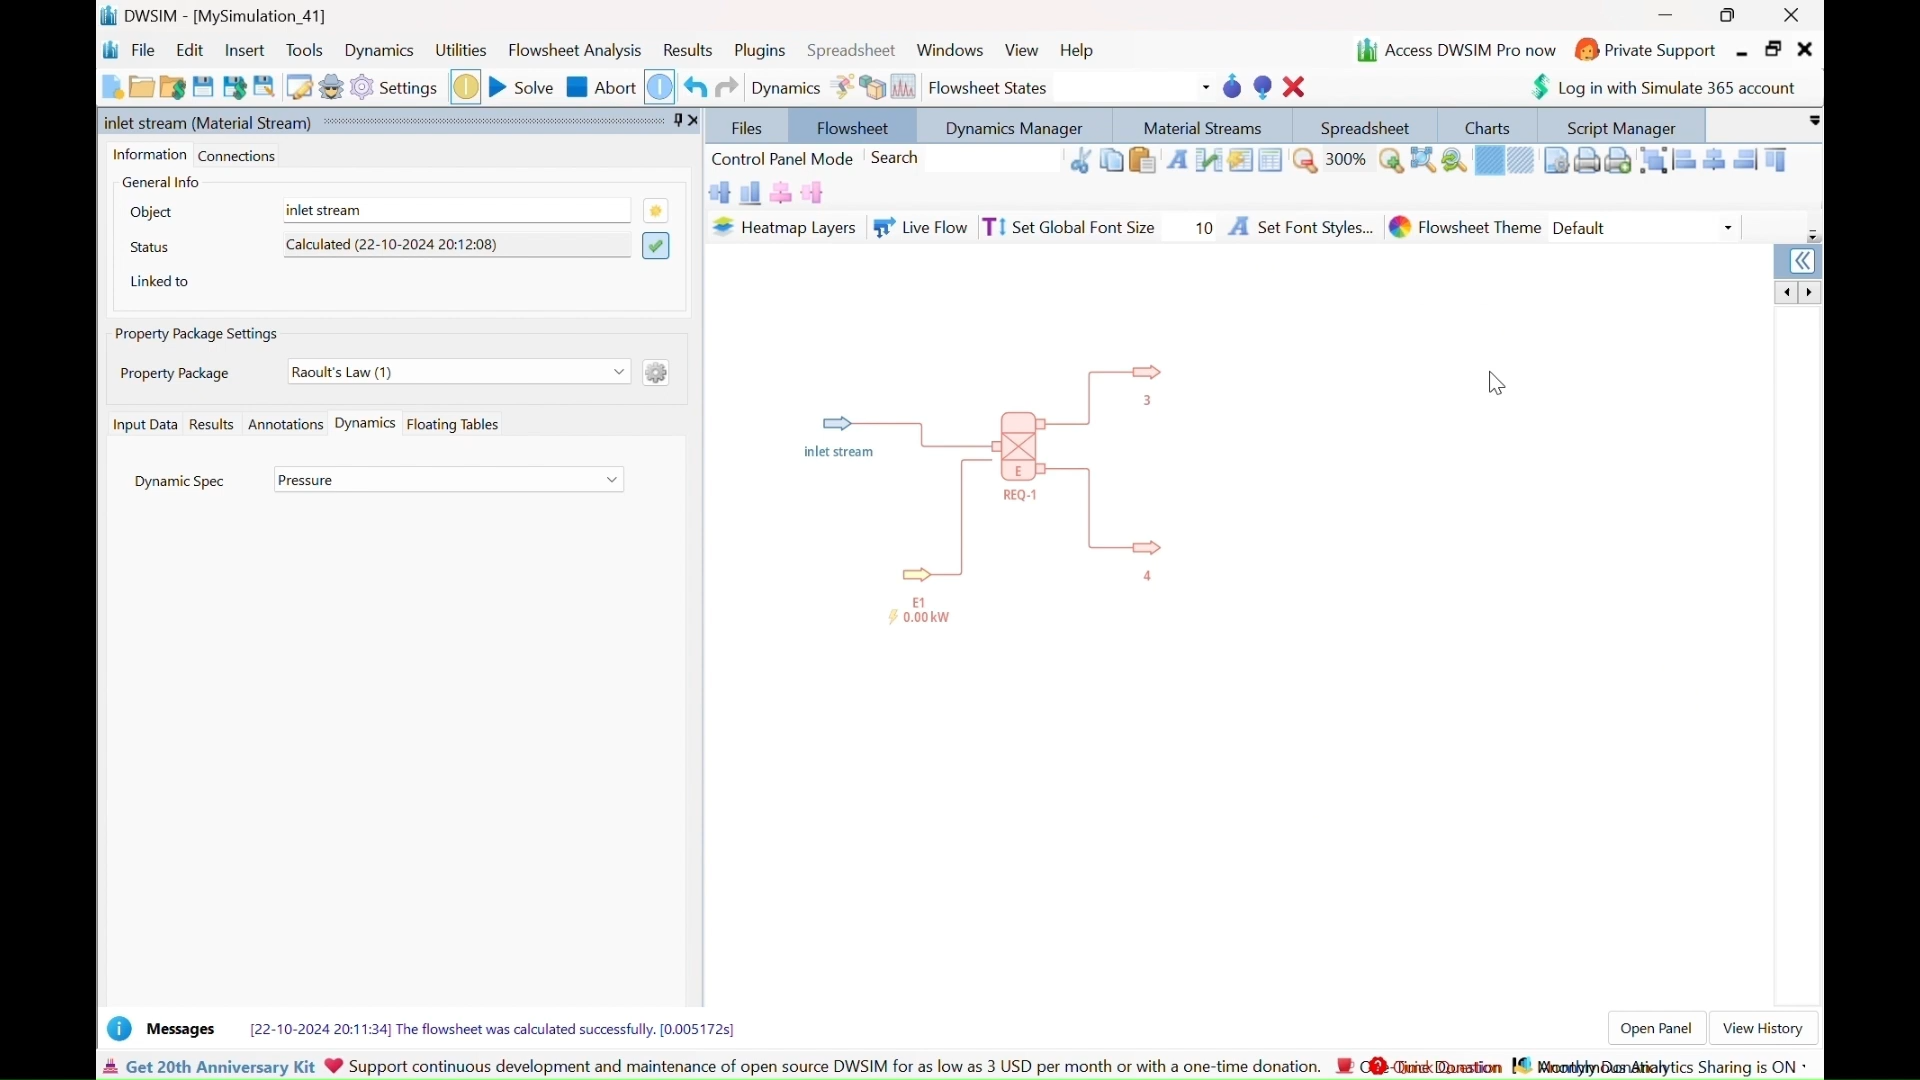 DWSIM - [MySimulation_41]
File Edit Insert Tools Dynamics Utilities Flowsheet Analysis Results Plugins Spreadsheet Windows View Help Access DWSIM Pro now Private Support
Settings Solve Abort Dynamics Flowsheet States Log in with Simulate 365 account
inlet stream (Material Stream)
Information Connections
General Info
Object inlet stream
Status Calculated (22-10-2024 20:12:08)
Linked to
Property Package Settings
Property Package Raoult's Law (1)
Input Data Results Annotations Dynamics Floating Tables
Dynamic Spec Pressure
Files Flowsheet Dynamics Manager Material Streams Spreadsheet Charts Script Manager
Control Panel Mode Search 300%
Heatmap Layers Live Flow Set Global Font Size 10 Set Font Styles... Flowsheet Theme Default
3
inlet stream
E
REQ-1
4
E1
0.00 kW
Messages [22-10-2024 20:11:34] The flowsheet was calculated successfully. [0.005172s] Open Panel View History
Get 20th Anniversary Kit Support continuous development and maintenance of open source DWSIM for as low as 3 USD per month or with a one-time donation. Sharing is ON